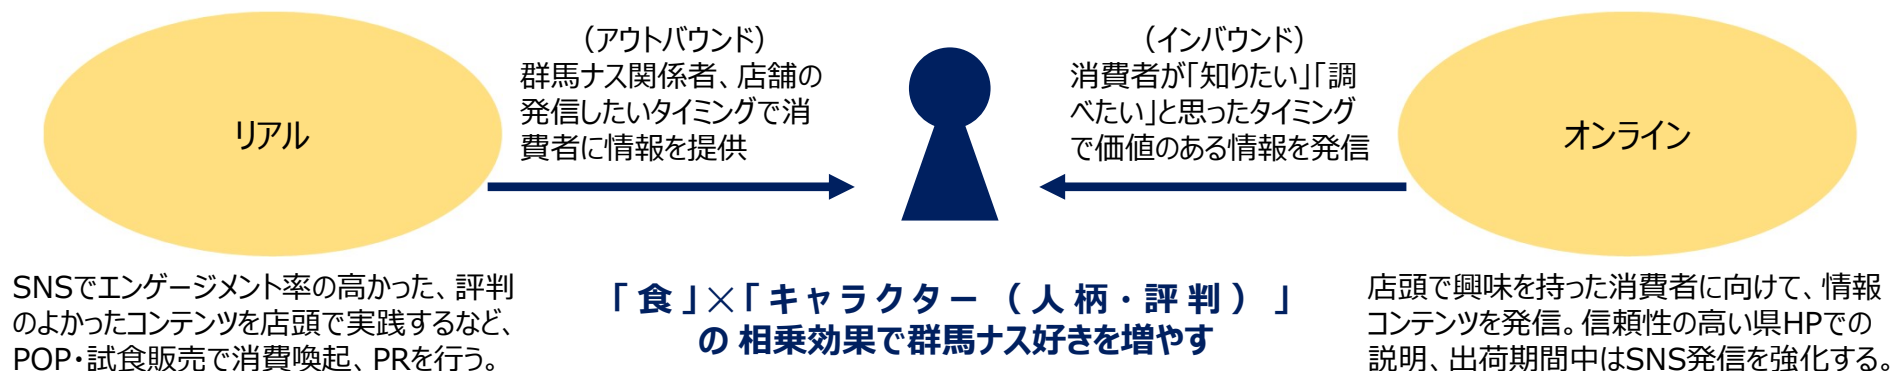 リアル
（アウトバウンド）
群馬ナス関係者、店舗の
発信したいタイミングで消
費者に情報を提供
（インバウンド）
消費者が「知りたい」「調
べたい」と思ったタイミング
で価値のある情報を発信
オンライン
SNSでエンゲージメント率の高かった、評判
のよかったコンテンツを店頭で実践するなど、
POP・試食販売で消費喚起、PRを行う。
「食」×「キャラクター（人柄・評判）」
の相乗効果で群馬ナス好きを増やす
店頭で興味を持った消費者に向けて、情報
コンテンツを発信。信頼性の高い県HPでの
説明、出荷期間中はSNS発信を強化する。